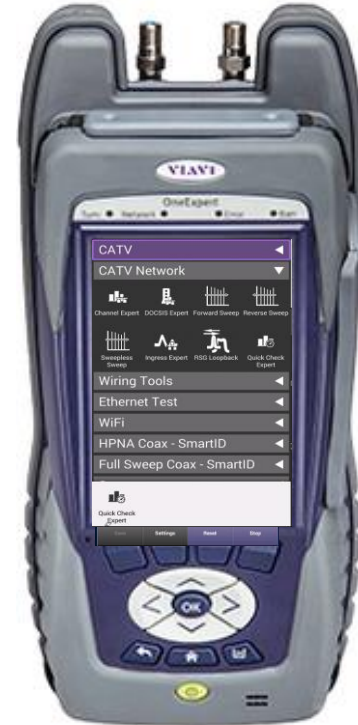 VIAVI
OneExpert
Sync Network Error Batt
CATV
CATV Network
Channel Expert DOCSIS Expert Forward Sweep Reverse Sweep
Sweepless Sweep
Ingress Expert RSG Loopback
Quick Check Expert
Wiring Tools
Ethernet Test
WiFi
HPNA Coax - SmartID
Full Sweep Coax - SmartID
Quick Check
Expert
Settings Reset Stop
OK